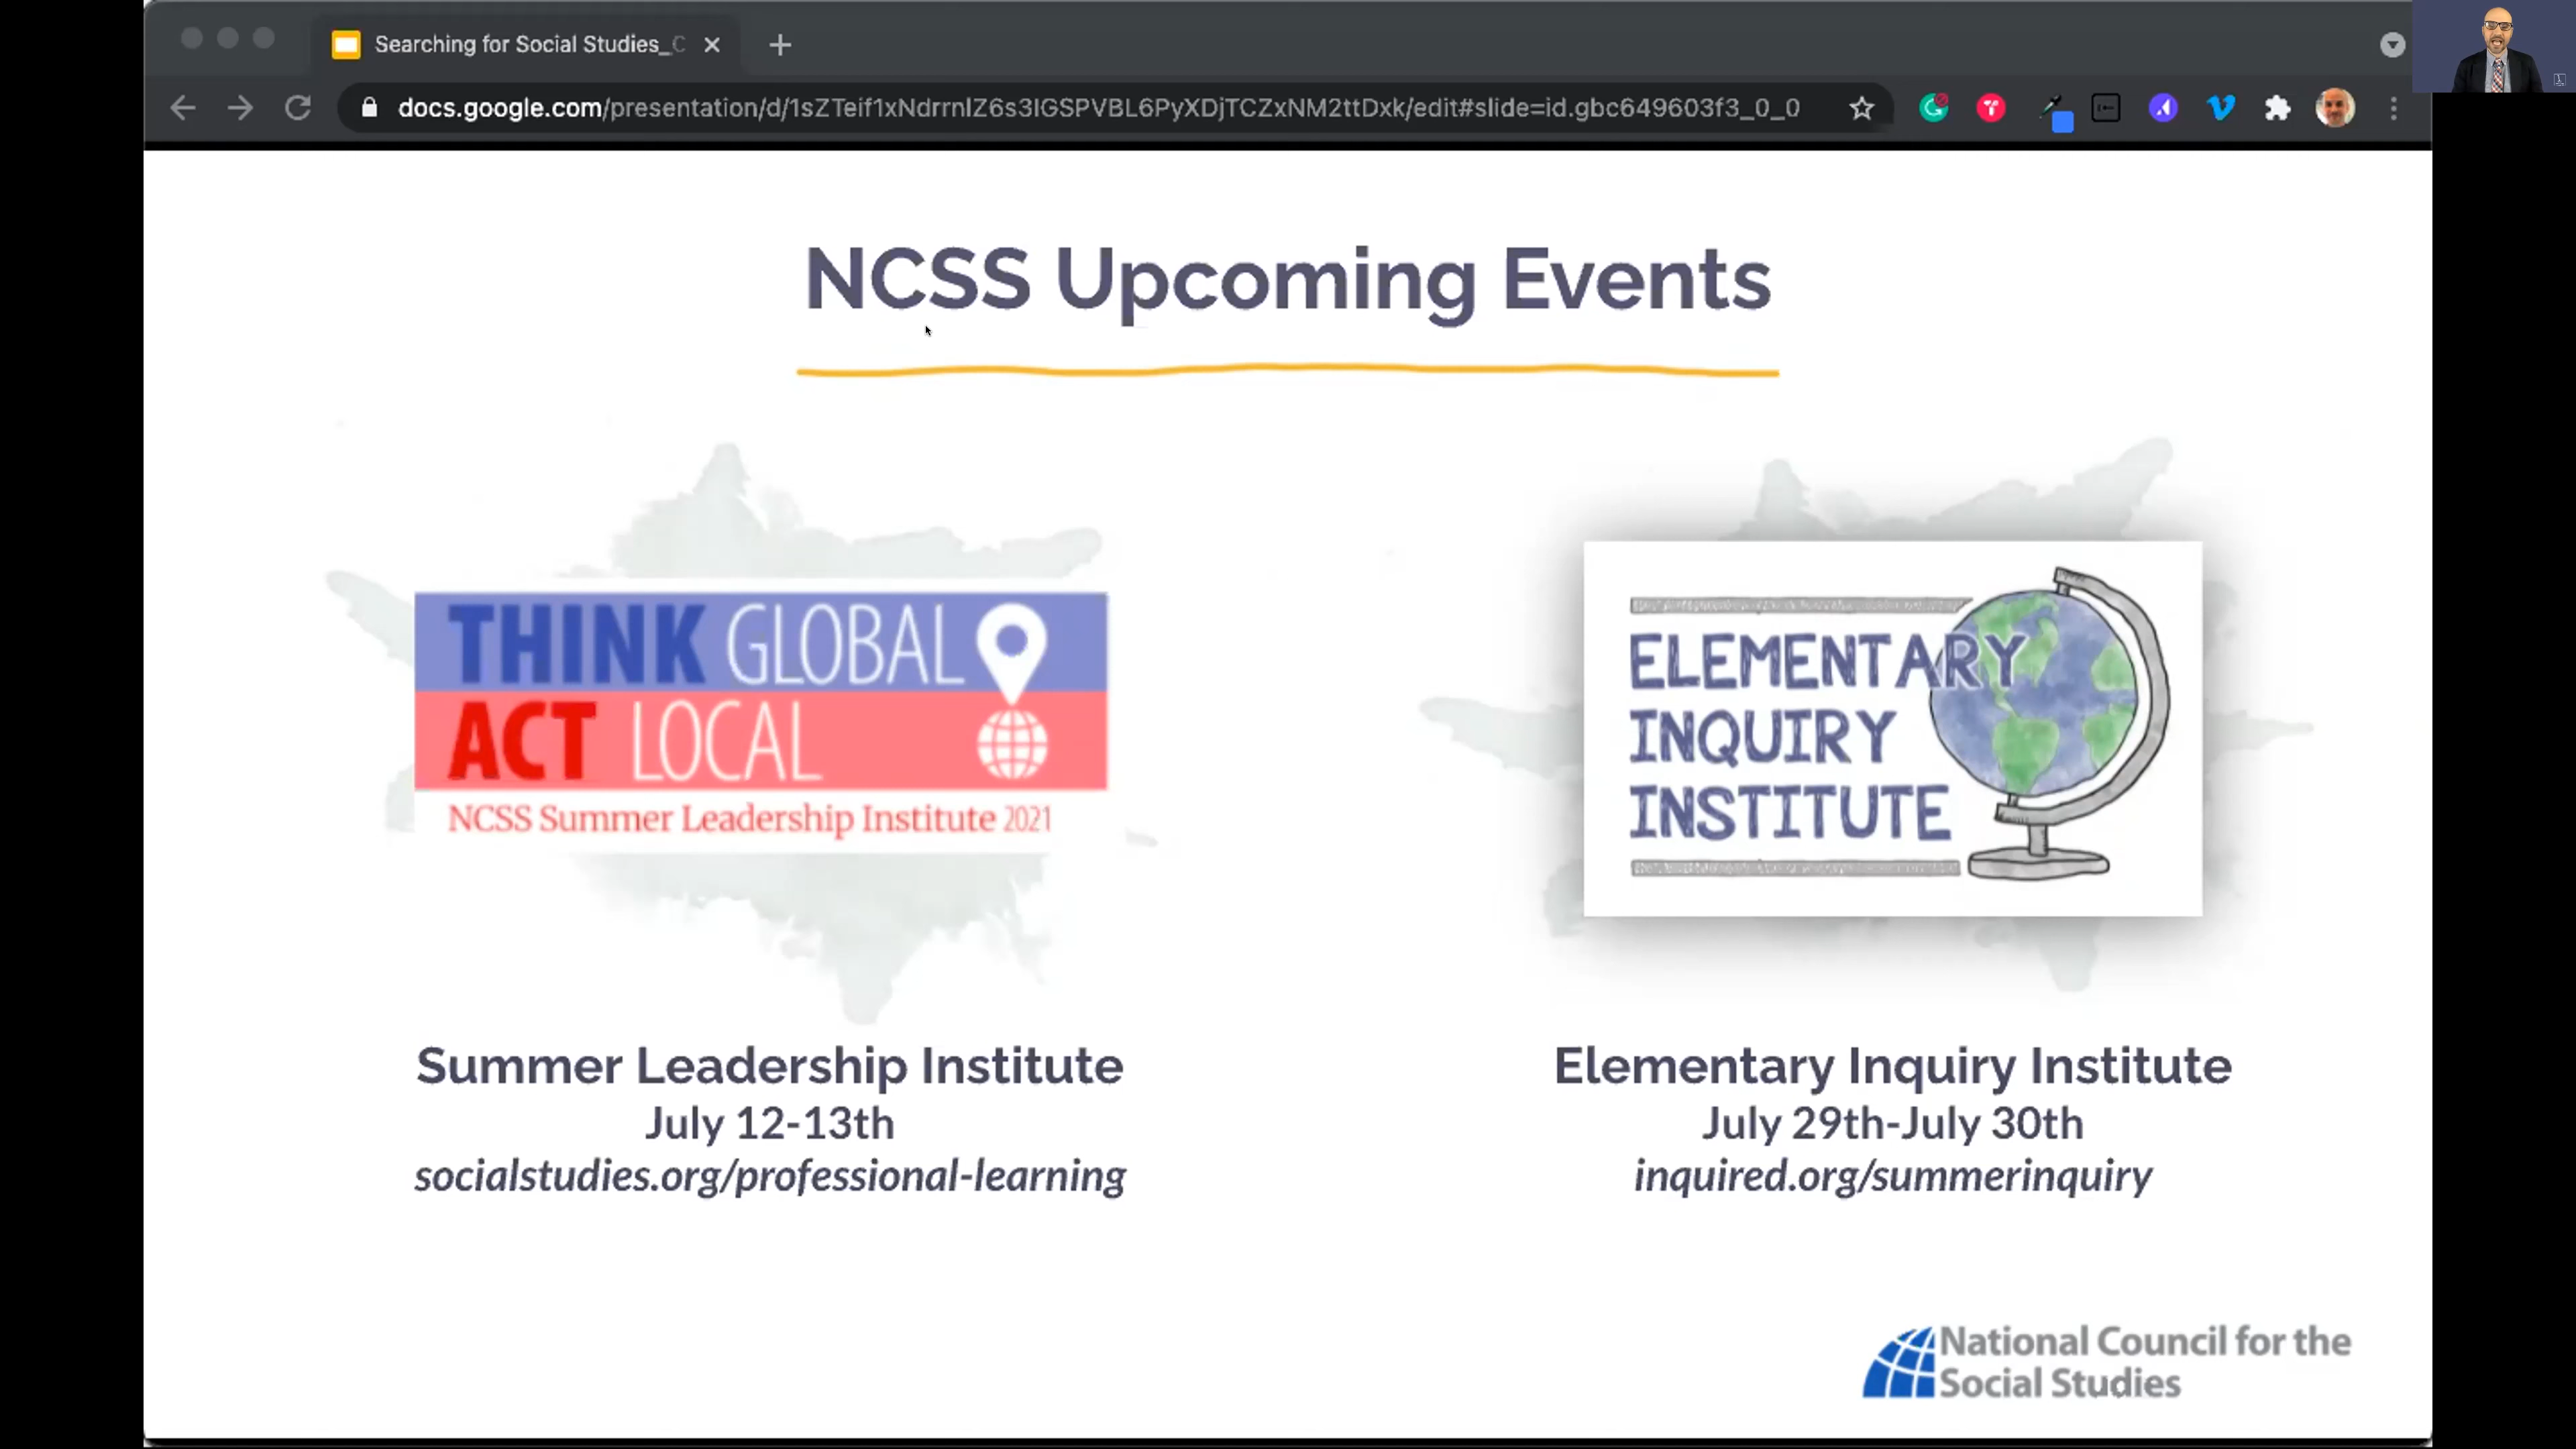 Searching for Social Studies_C
docs.google.com/presentation/d/1sZTeif1xNdrrnlZ6s3IGSPVBL6PyXDjTCZxNM2ttDxk/edit#slide=id.gbc649603f3_0_0
NCSS Upcoming Events
THINK GLOBAL
ACT LOCAL
NCSS Summer Leadership Institute 2021
ELEMENTARY
INQUIRY
INSTITUTE
Summer Leadership Institute
July 12-13th
socialstudies.org/professional-learning
Elementary Inquiry Institute
July 29th-July 30th
inquired.org/summerinquiry
National Council for the
Social Studies